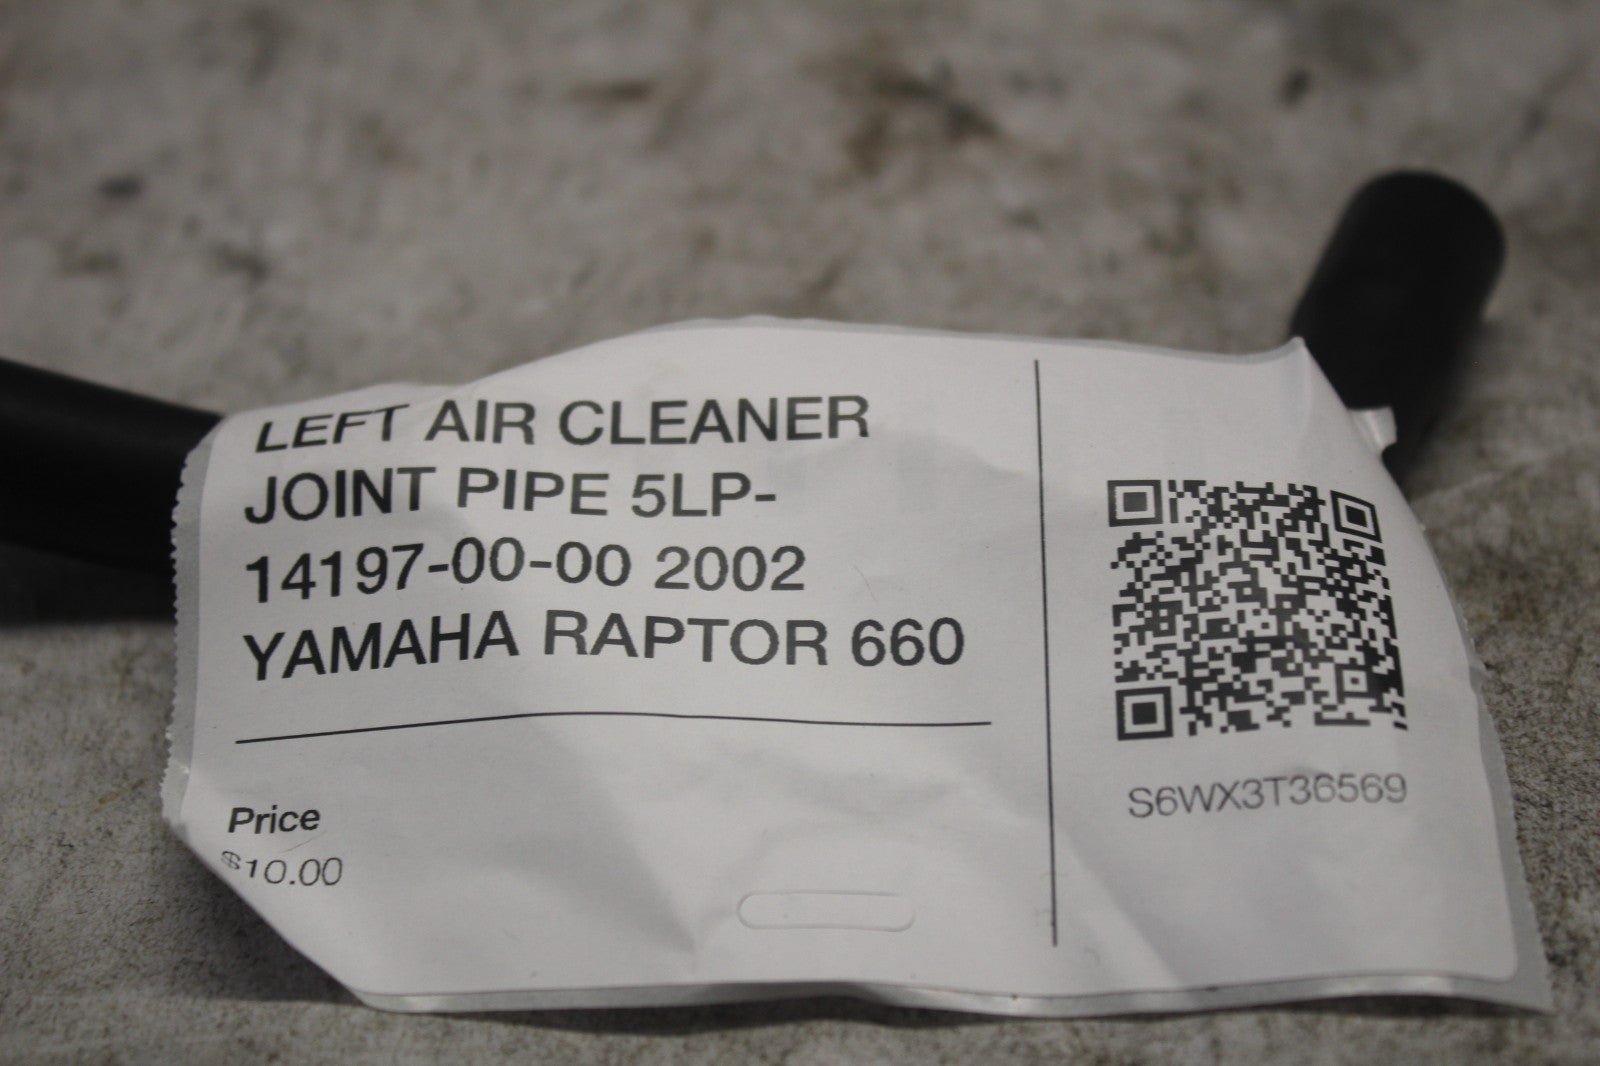 LEFT AIR CLEANER
JOINT PIPE 5LP-
14197-00-00 2002
YAMAHA RAPTOR 660
Price
$10.00
S6WX3T36569